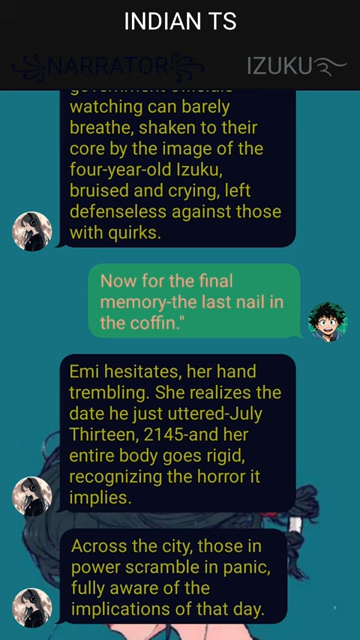 INDIAN TS
NARRATOR IZUKU
government officials
watching can barely
breathe, shaken to their
core by the image of the
four-year-old Izuku,
bruised and crying, left
defenseless against those
with quirks.
Now for the final
memory-the last nail in
the coffin."
Emi hesitates, her hand
trembling. She realizes the
date he just uttered-July
Thirteen, 2145-and her
entire body goes rigid,
recognizing the horror it
implies.
Across the city, those in
power scramble in panic,
fully aware of the
implications of that day.